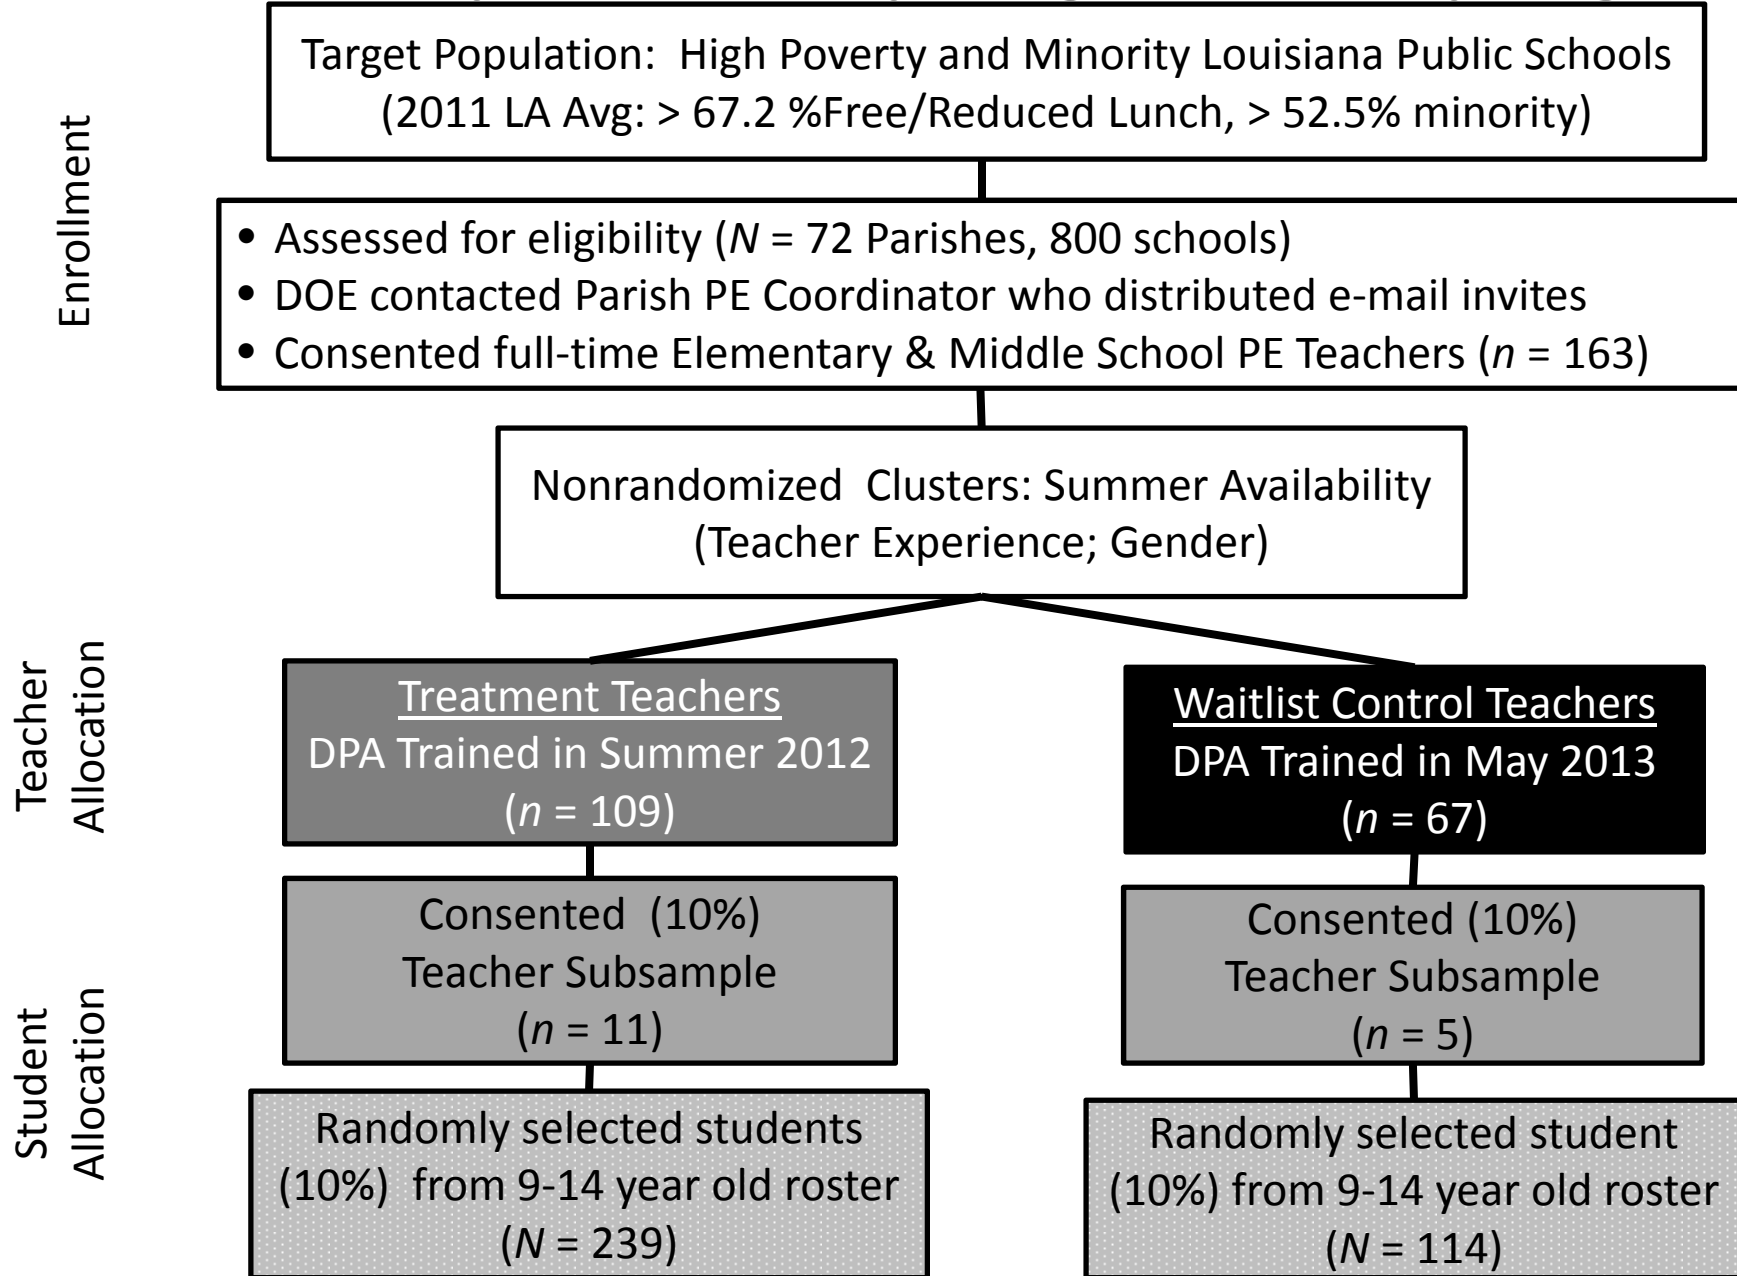 Target Population:  High Poverty and Minority Louisiana Public Schools
(2011 LA Avg: > 67.2 %Free/Reduced Lunch, > 52.5% minority)
Enrollment
• Assessed for eligibility (N = 72 Parishes, 800 schools)
• DOE contacted Parish PE Coordinator who distributed e-mail invites
• Consented full-time Elementary & Middle School PE Teachers (n = 163)
Nonrandomized  Clusters: Summer Availability
(Teacher Experience; Gender)
Teacher
Allocation
Treatment Teachers
DPA Trained in Summer 2012
(n = 109)
Waitlist Control Teachers
DPA Trained in May 2013
(n = 67)
Student
Allocation
Consented  (10%)
Teacher Subsample
(n = 11)
Consented (10%)
Teacher Subsample
(n = 5)
Randomly selected students
(10%)  from 9-14 year old roster
(N = 239)
Randomly selected student
(10%) from 9-14 year old roster
(N = 114)